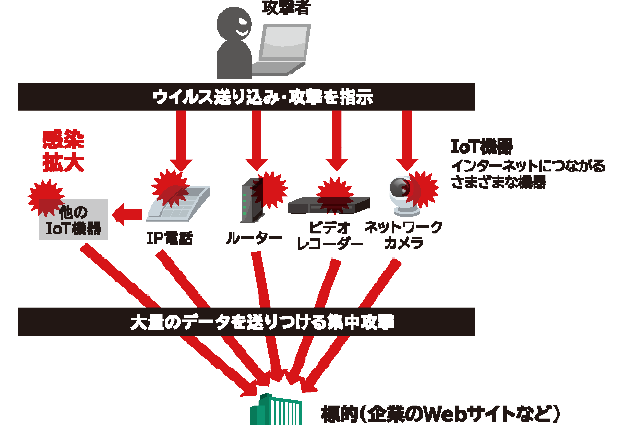 攻撃者
ウイルス送り込み・攻撃を指示
感染
拡大
IoT機器
インターネットにつながる
さまざまな機器
他の
IoT機器
IP電話
ルーター
ビデオ
レコーダー
ネットワーク
カメラ
大量のデータを送りつける集中攻撃
標的(企業のWebサイトなど)